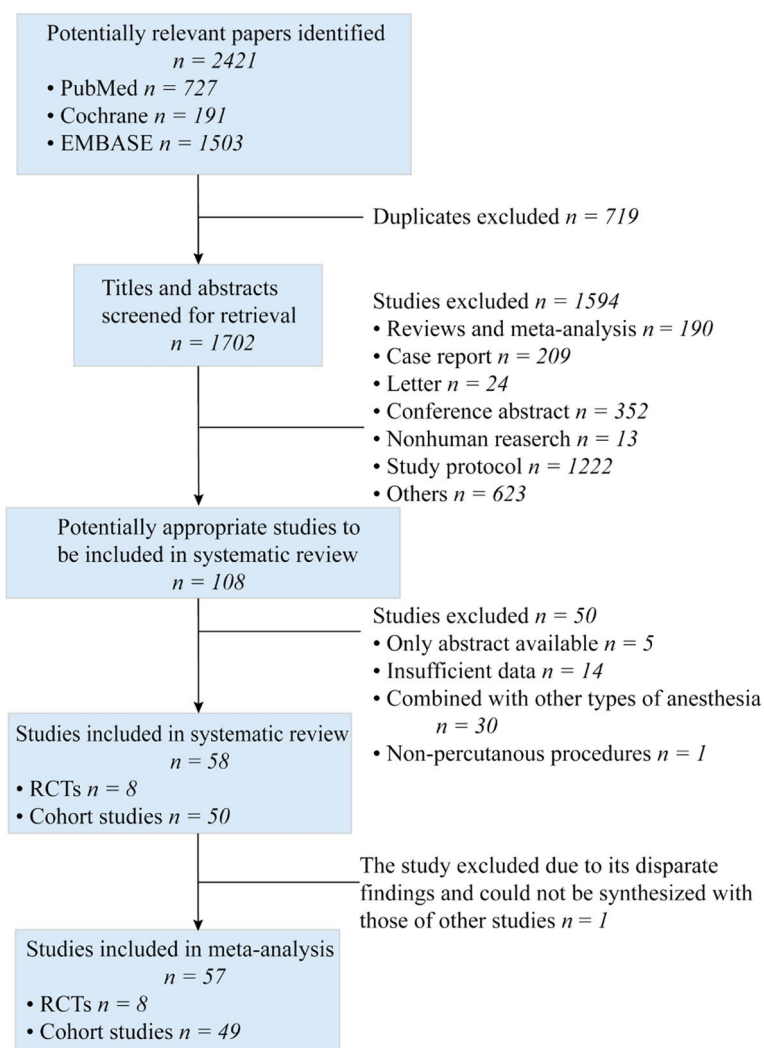 Potentially relevant papers identified
n = 2421
• PubMed n = 727
• Cochrane n = 191
• EMBASE n = 1503
Duplicates excluded n = 719
Titles and abstracts
screened for retrieval
n = 1702
Studies excluded n = 1594
• Reviews and meta-analysis n = 190
• Case report n = 209
• Letter n = 24
• Conference abstract n = 352
• Nonhuman reaserch n = 13
• Study protocol n = 1222
• Others n = 623
Potentially appropriate studies to
be included in systematic review
n = 108
Studies excluded n = 50
• Only abstract available n = 5
• Insufficient data n = 14
• Combined with other types of anesthesia
n = 30
• Non-percutanous procedures n = 1
Studies included in systematic review
n = 58
• RCTs n = 8
• Cohort studies n = 50
The study excluded due to its disparate
findings and could not be synthesized with
those of other studies n = 1
Studies included in meta-analysis
n = 57
• RCTs n = 8
• Cohort studies n = 49